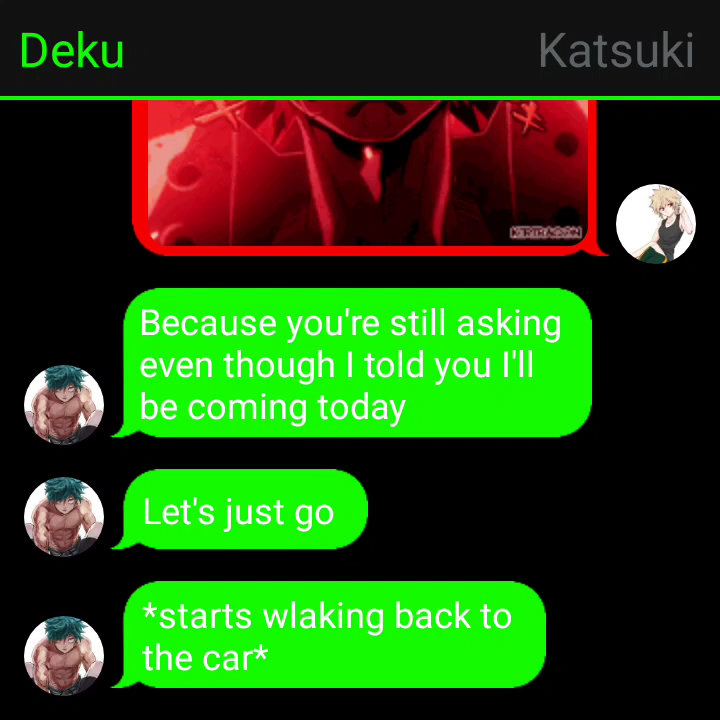 Deku Katsuki
KIRTRAGON
Because you're still asking
even though I told you I'll
be coming today
Let's just go
*starts wlaking back to
the car*